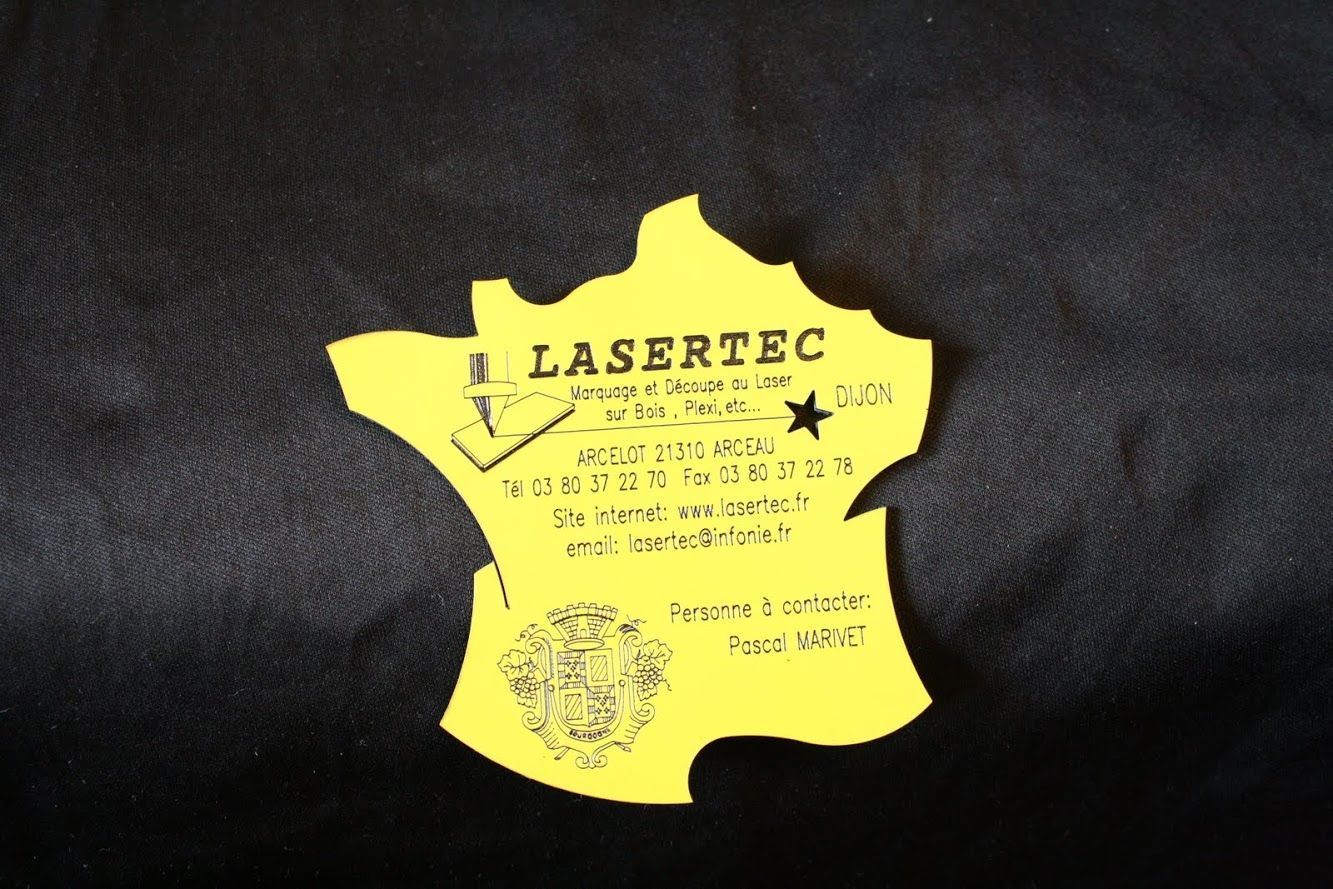 LASERTEC
Marquage et Découpe au Laser
sur Bois , Plexi, etc...
DIJON
ARCELOT 21310 ARCEAU
Tél 03 80 37 22 70 Fax 03 80 37 22 78
Site internet: www.lasertec.fr
email: lasertec@infonie.fr
Personne à contacter:
Pascal MARIVET
BOURGOGNE